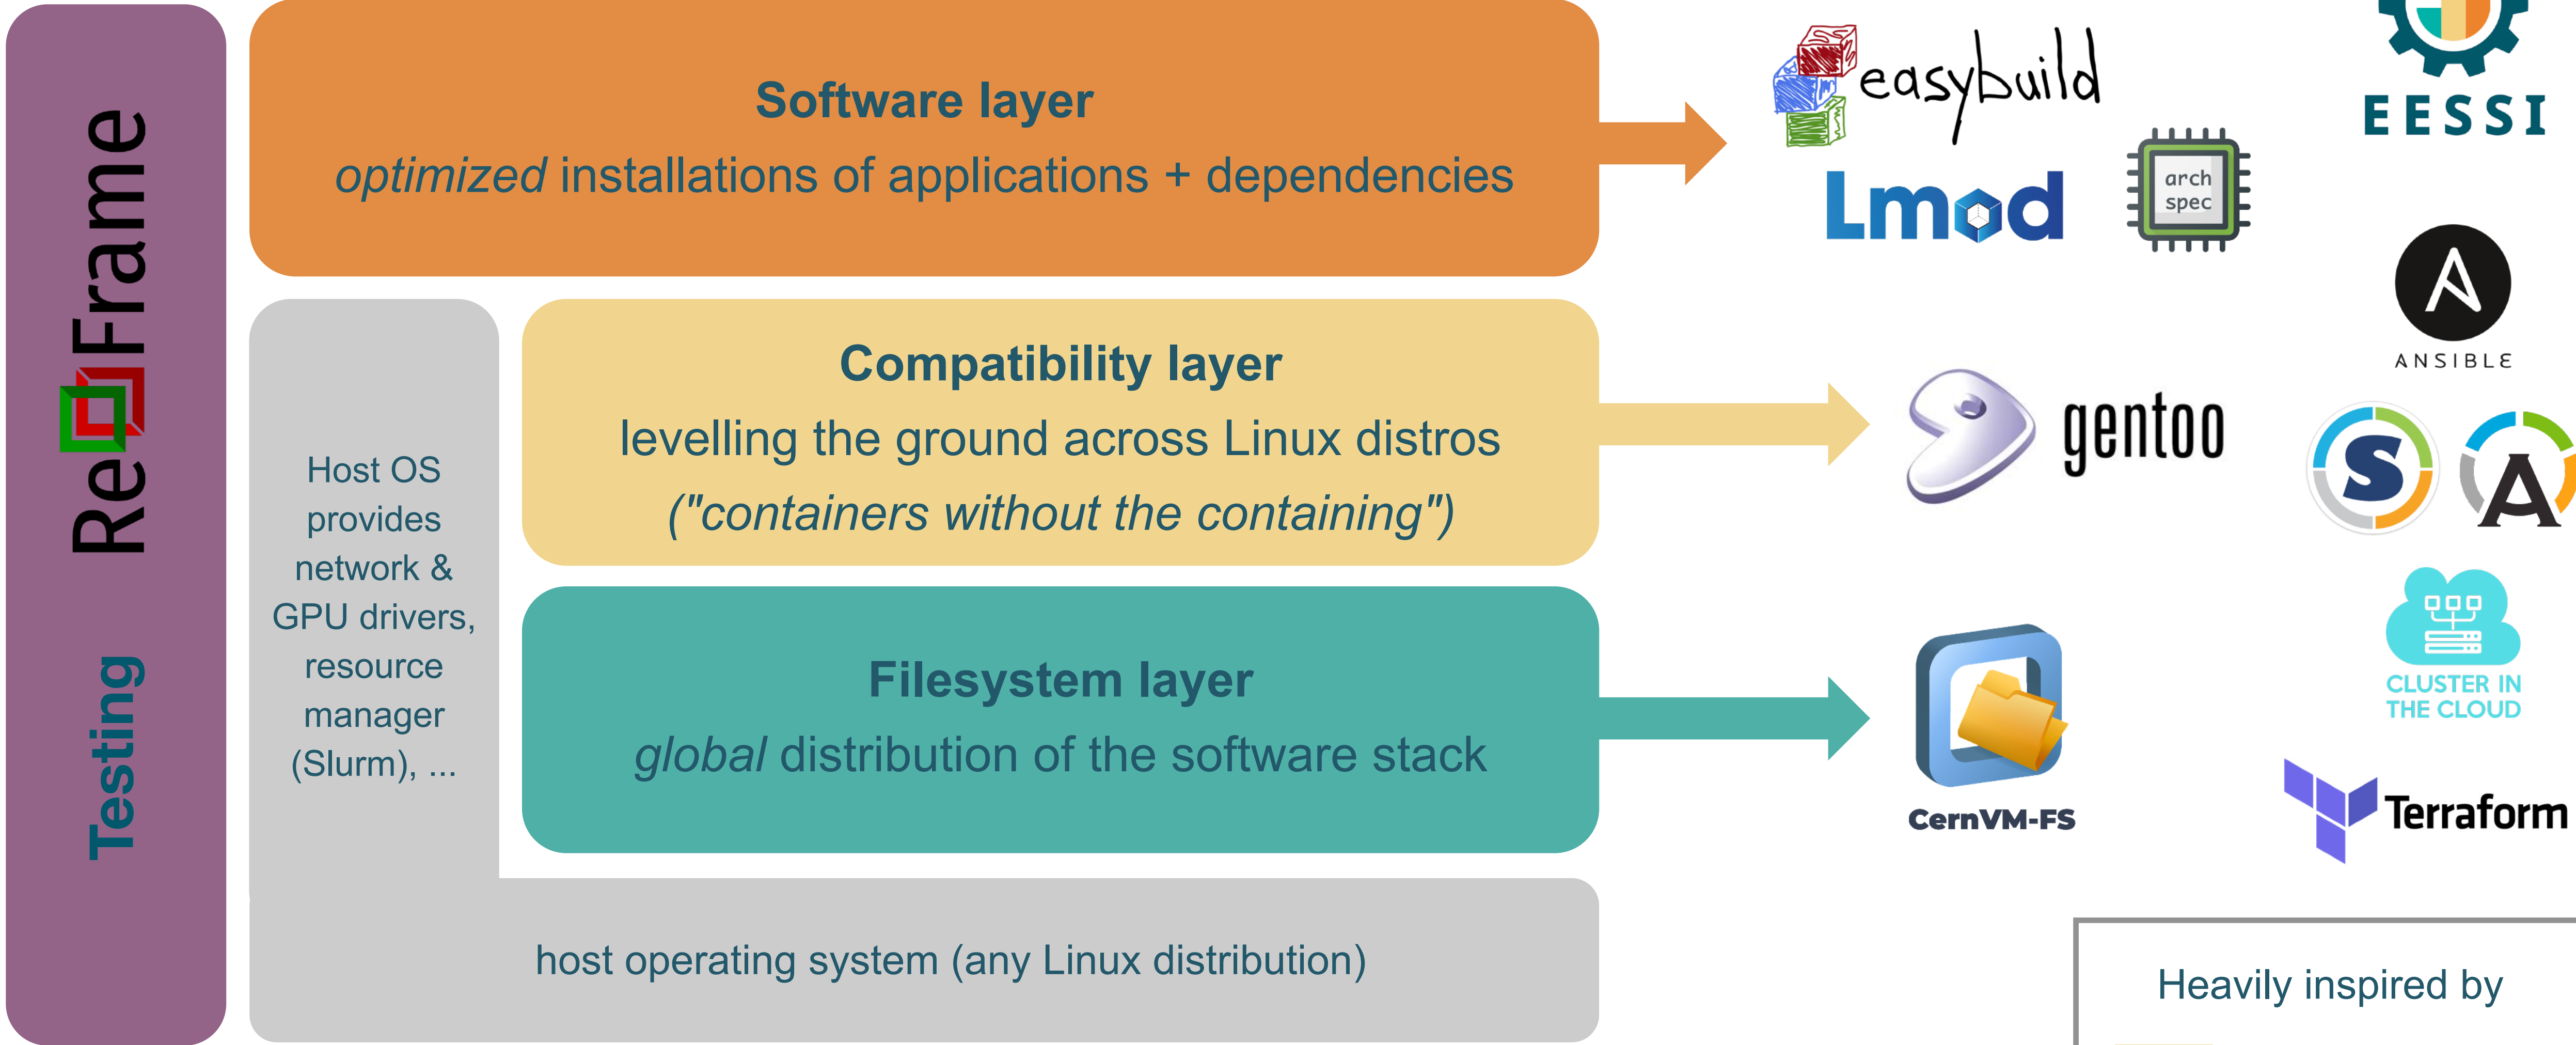 ReFrame
Testing
Software layer
optimized installations of applications + dependencies
Host OS
provides
network &
GPU drivers,
resource
manager
(Slurm), ...
Compatibility layer
levelling the ground across Linux distros
("containers without the containing")
Filesystem layer
global distribution of the software stack
host operating system (any Linux distribution)
easybuild
Lmod
arch
spec
gentoo
CernVM-FS
EESSI
ANSIBLE
S
A
CLUSTER IN
THE CLOUD
Terraform
Heavily inspired by